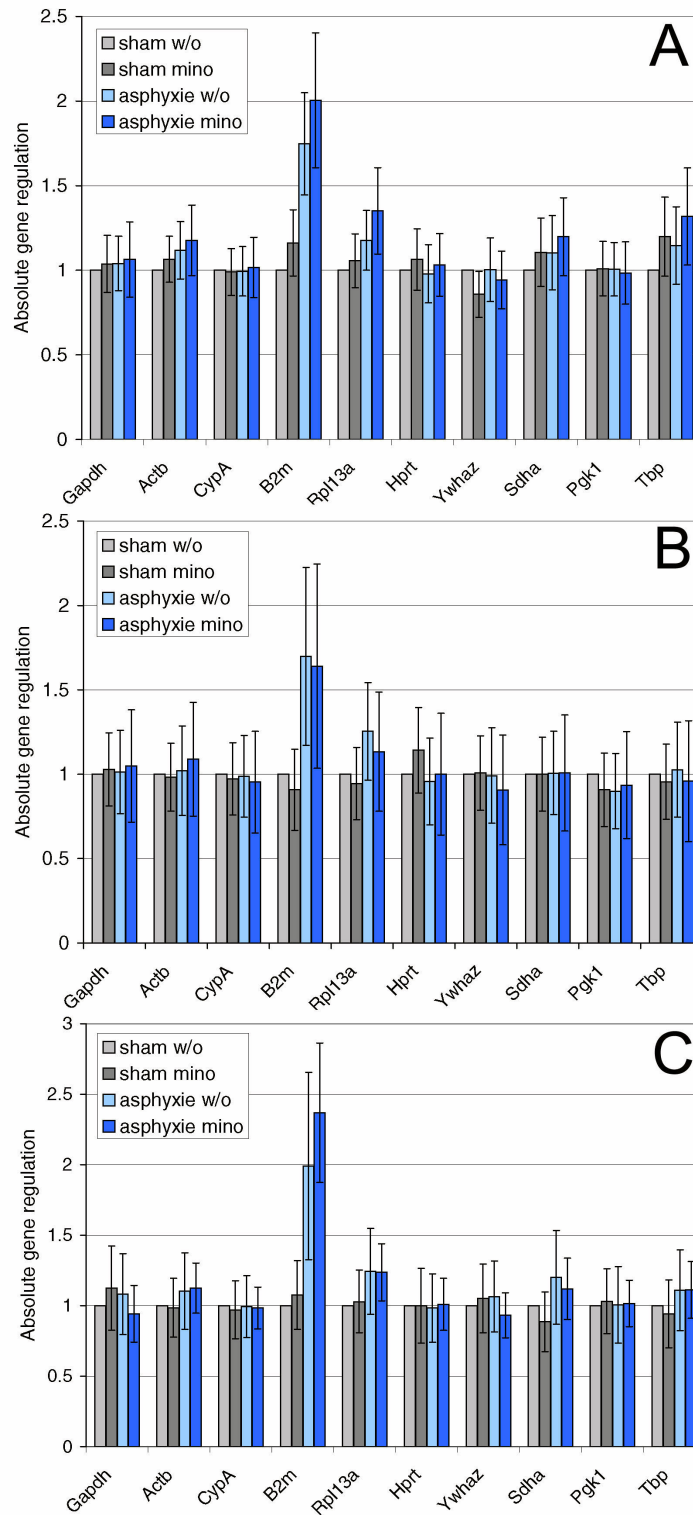 A
sham w/o
sham mino
asphyxie w/o
asphyxie mino
Absolute gene regulation
2.5
2
1.5
1
0.5
0
Gapdh Actb CypA B2m Rpl13a Hprt Ywhaz Sdha Pgk1 Tbp
B
sham w/o
sham mino
asphyxie w/o
asphyxie mino
Absolute gene regulation
2.5
2
1.5
1
0.5
0
Gapdh Actb CypA B2m Rpl13a Hprt Ywhaz Sdha Pgk1 Tbp
C
sham w/o
sham mino
asphyxie w/o
asphyxie mino
Absolute gene regulation
3
2.5
2
1.5
1
0.5
0
Gapdh Actb CypA B2m Rpl13a Hprt Ywhaz Sdha Pgk1 Tbp